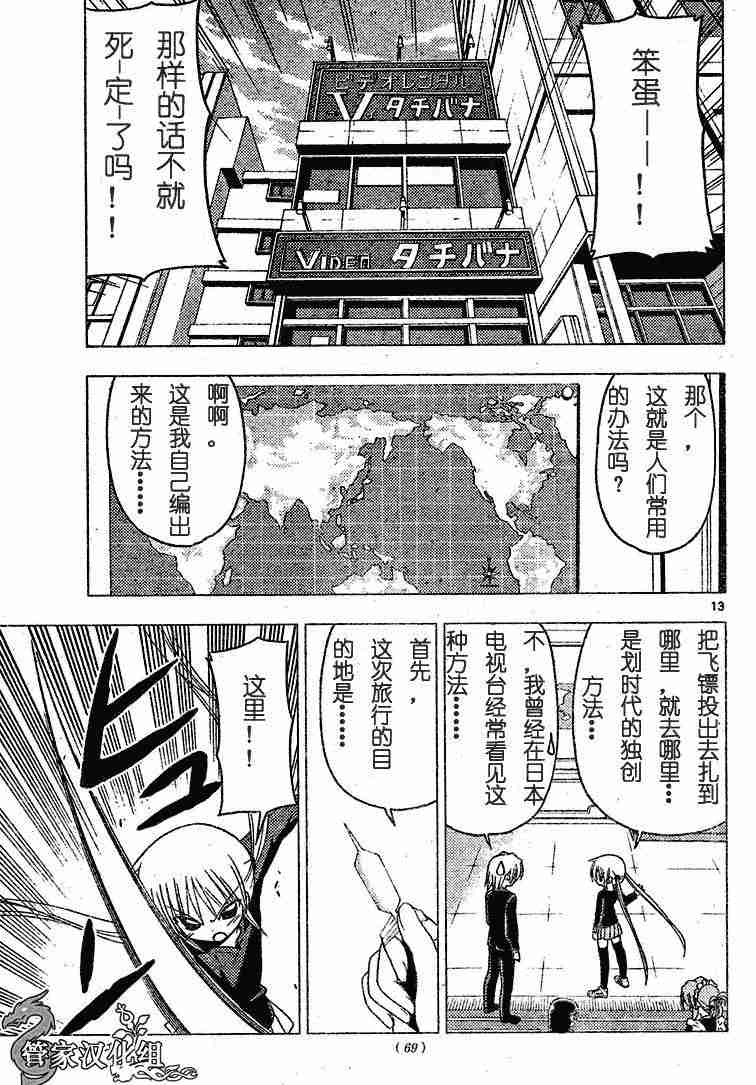 笨蛋——！！
那样的话不就
死定了吗！！
ビデオレンタル
V タチバナ
VIDEO タチバナ
那个，
这就是人们常用
的办法吗？
啊啊。
这是我自己编出
来的方法……
13
把飞镖投出去扎到
哪里，就去哪里…
是划时代的独创
方法…
不，我曾经在日本
电视台经常看见这
种方法……
首先，
这次旅行的目
的地是……
这里！！
ビュ
管家汉化组
（69）